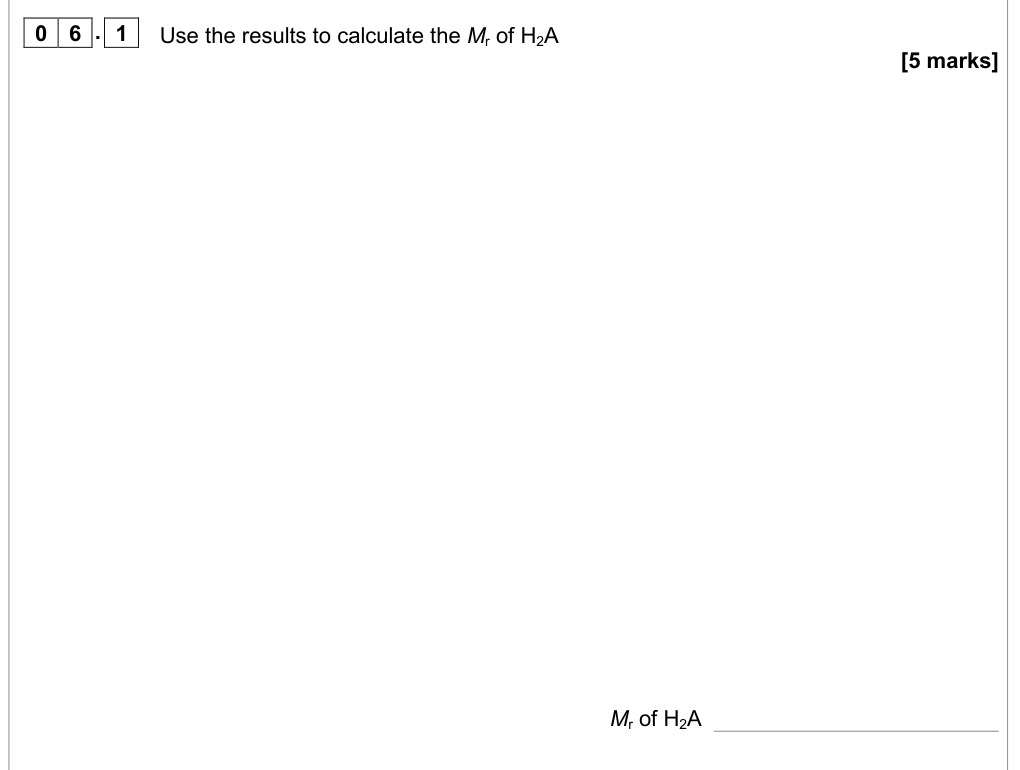 0 6 . 1 Use the results to calculate the Mᵣ of H₂A
[5 marks]
Mᵣ of H₂A